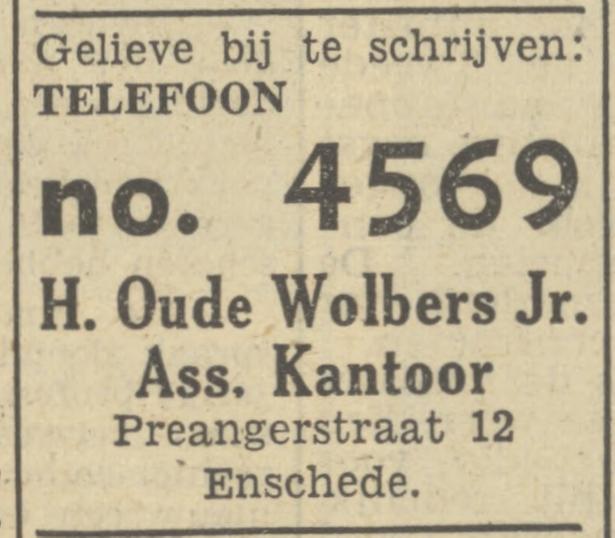 Gelieve bij te schrijven:
TELEFOON
no. 4569
H. Oude Wolbers Jr.
Ass. Kantoor
Preangerstraat 12
Enschede.